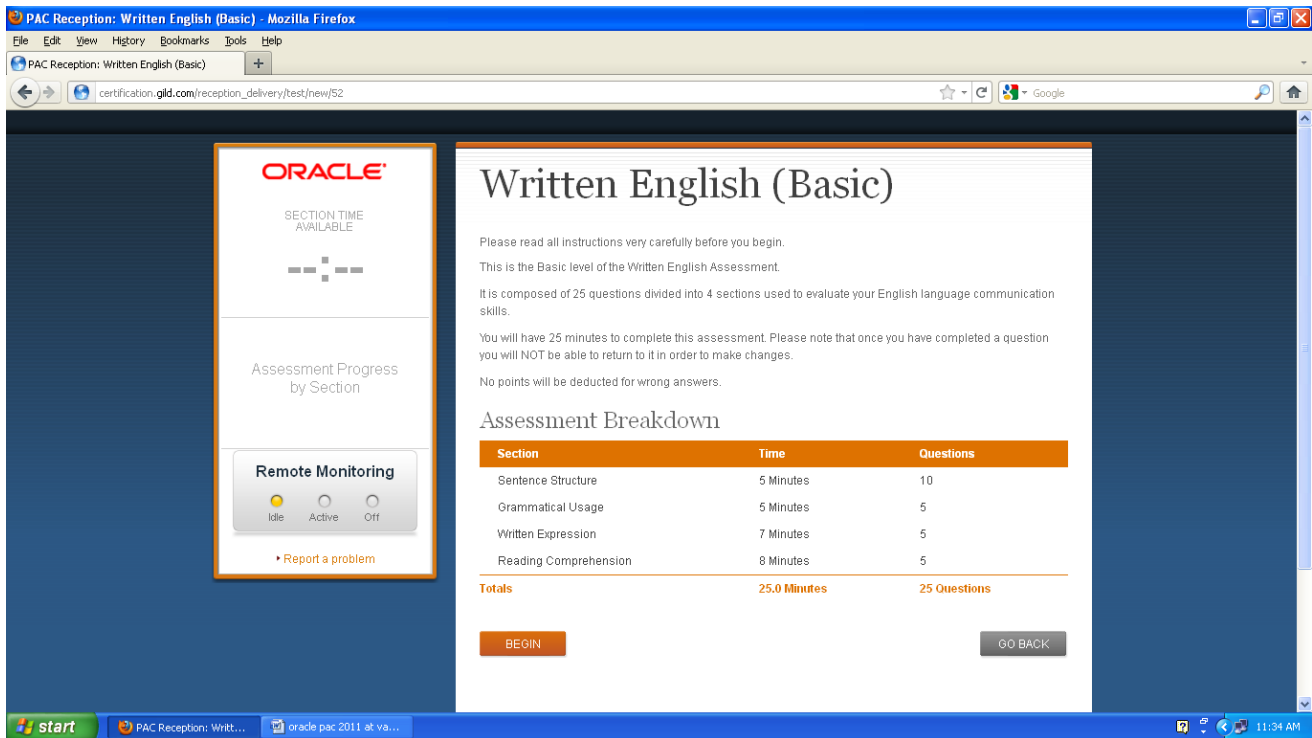 PAC Reception: Written English (Basic) - Mozilla Firefox
File Edit View History Bookmarks Tools Help
PAC Reception: Written English (Basic)
certification.gild.com/reception_delivery/test/new/52
Google
ORACLE
SECTION TIME
AVAILABLE
--:--
Assessment Progress
by Section
Remote Monitoring
Idle Active Off
Report a problem
Written English (Basic)
Please read all instructions very carefully before you begin.
This is the Basic level of the Written English Assessment.
It is composed of 25 questions divided into 4 sections used to evaluate your English language communication
skills.
You will have 25 minutes to complete this assessment. Please note that once you have completed a question
you will NOT be able to return to it in order to make changes.
No points will be deducted for wrong answers.
Assessment Breakdown
Section Time Questions
Sentence Structure 5 Minutes 10
Grammatical Usage 5 Minutes 5
Written Expression 7 Minutes 5
Reading Comprehension 8 Minutes 5
Totals 25.0 Minutes 25 Questions
BEGIN GO BACK
start PAC Reception: Writt... oracle pac 2011 at va... 11:34 AM